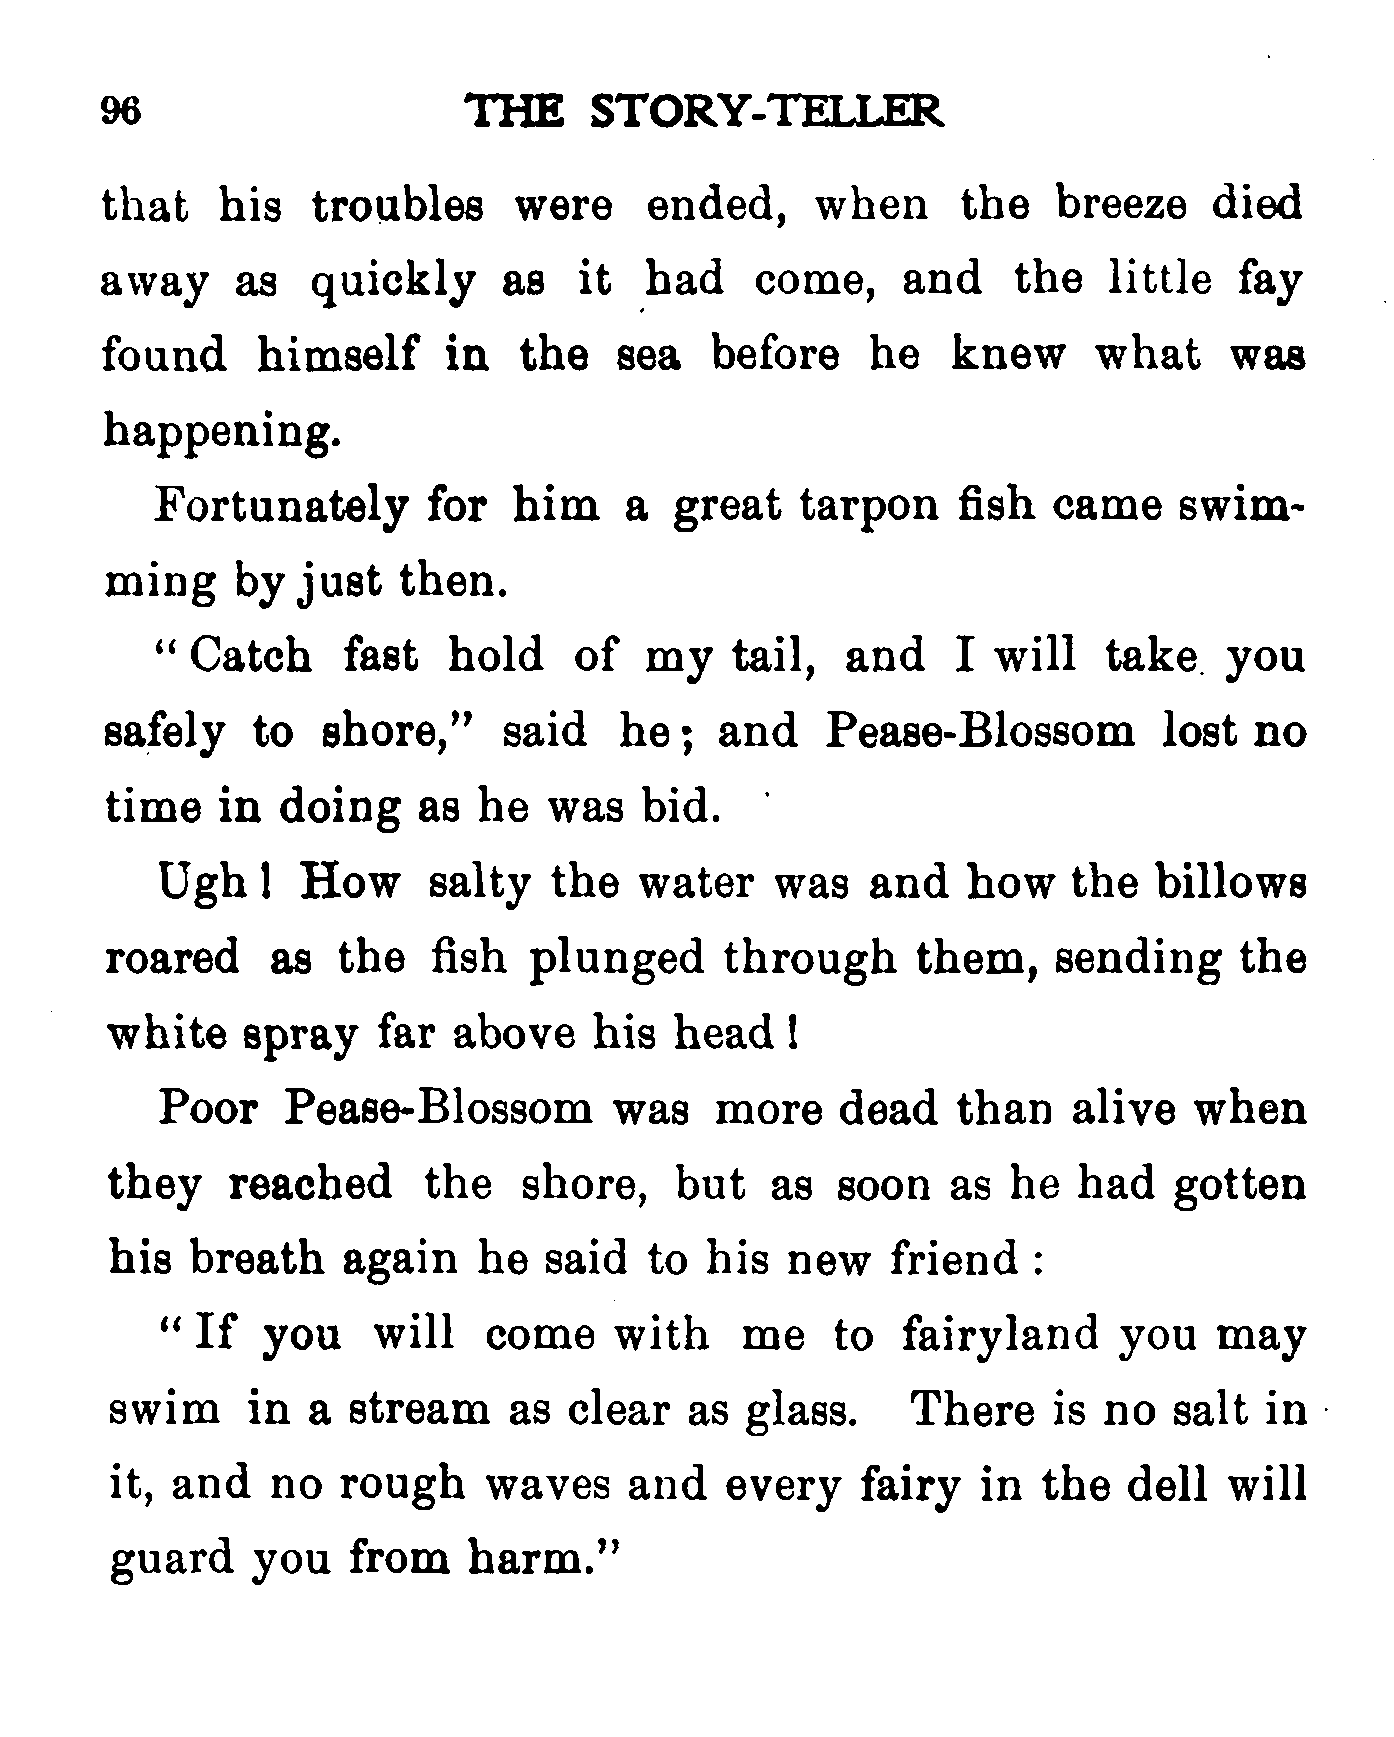 96 THE STORY-TELLER
that his troubles were ended, when the breeze died
away as quickly as it had come, and the little fay
found himself in the sea before he knew what was
happening.
Fortunately for him a great tarpon fish came swim-
ming by just then.
“ Catch fast hold of my tail, and I will take you
safely to shore,” said he ; and Pease-Blossom lost no
time in doing as he was bid.
Ugh ! How salty the water was and how the billows
roared as the fish plunged through them, sending the
white spray far above his head !
Poor Pease-Blossom was more dead than alive when
they reached the shore, but as soon as he had gotten
his breath again he said to his new friend :
“ If you will come with me to fairyland you may
swim in a stream as clear as glass. There is no salt in
it, and no rough waves and every fairy in the dell will
guard you from harm.”